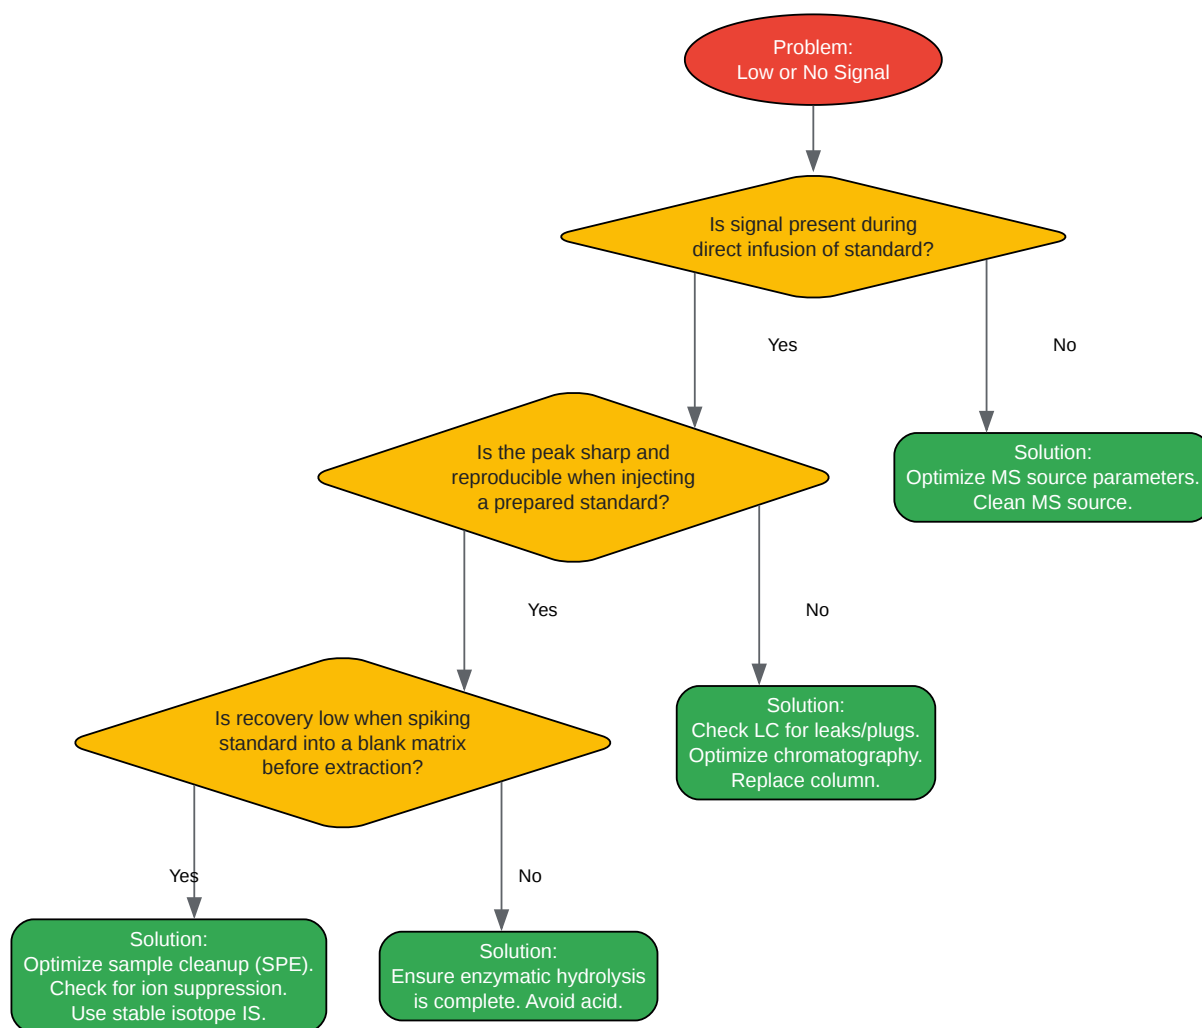 Problem:
Low or No Signal
Is signal present during
direct infusion of standard?
Yes
No
Is the peak sharp and
reproducible when injecting
a prepared standard?
Solution:
Optimize MS source parameters.
Clean MS source.
Yes
No
Is recovery low when spiking
standard into a blank matrix
before extraction?
Solution:
Check LC for leaks/plugs.
Optimize chromatography.
Replace column.
Yes
No
Solution:
Optimize sample cleanup (SPE).
Check for ion suppression.
Use stable isotope IS.
Solution:
Ensure enzymatic hydrolysis
is complete. Avoid acid.